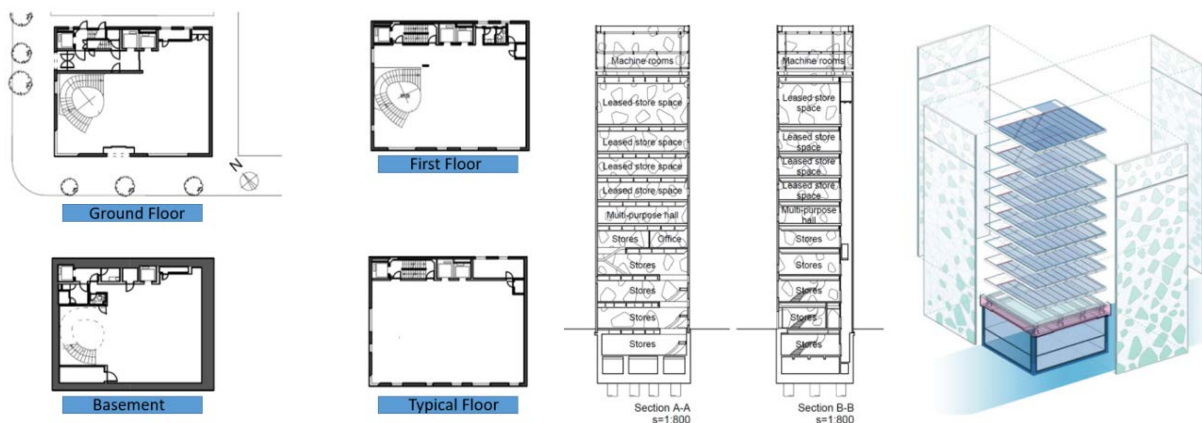 N
Ground Floor
First Floor
Basement
Typical Floor
Machine rooms
Leased store space
Leased store space
Leased store space
Leased store space
Multi-purpose hall
Stores
Office
Stores
Stores
Stores
Stores
Section A-A
s=1:800
Machine rooms
Leased store
space
Leased store
space
Leased store
space
Leased store
space
Multi-purpose
hall
Stores
Stores
Stores
Stores
Stores
Section B-B
s=1:800